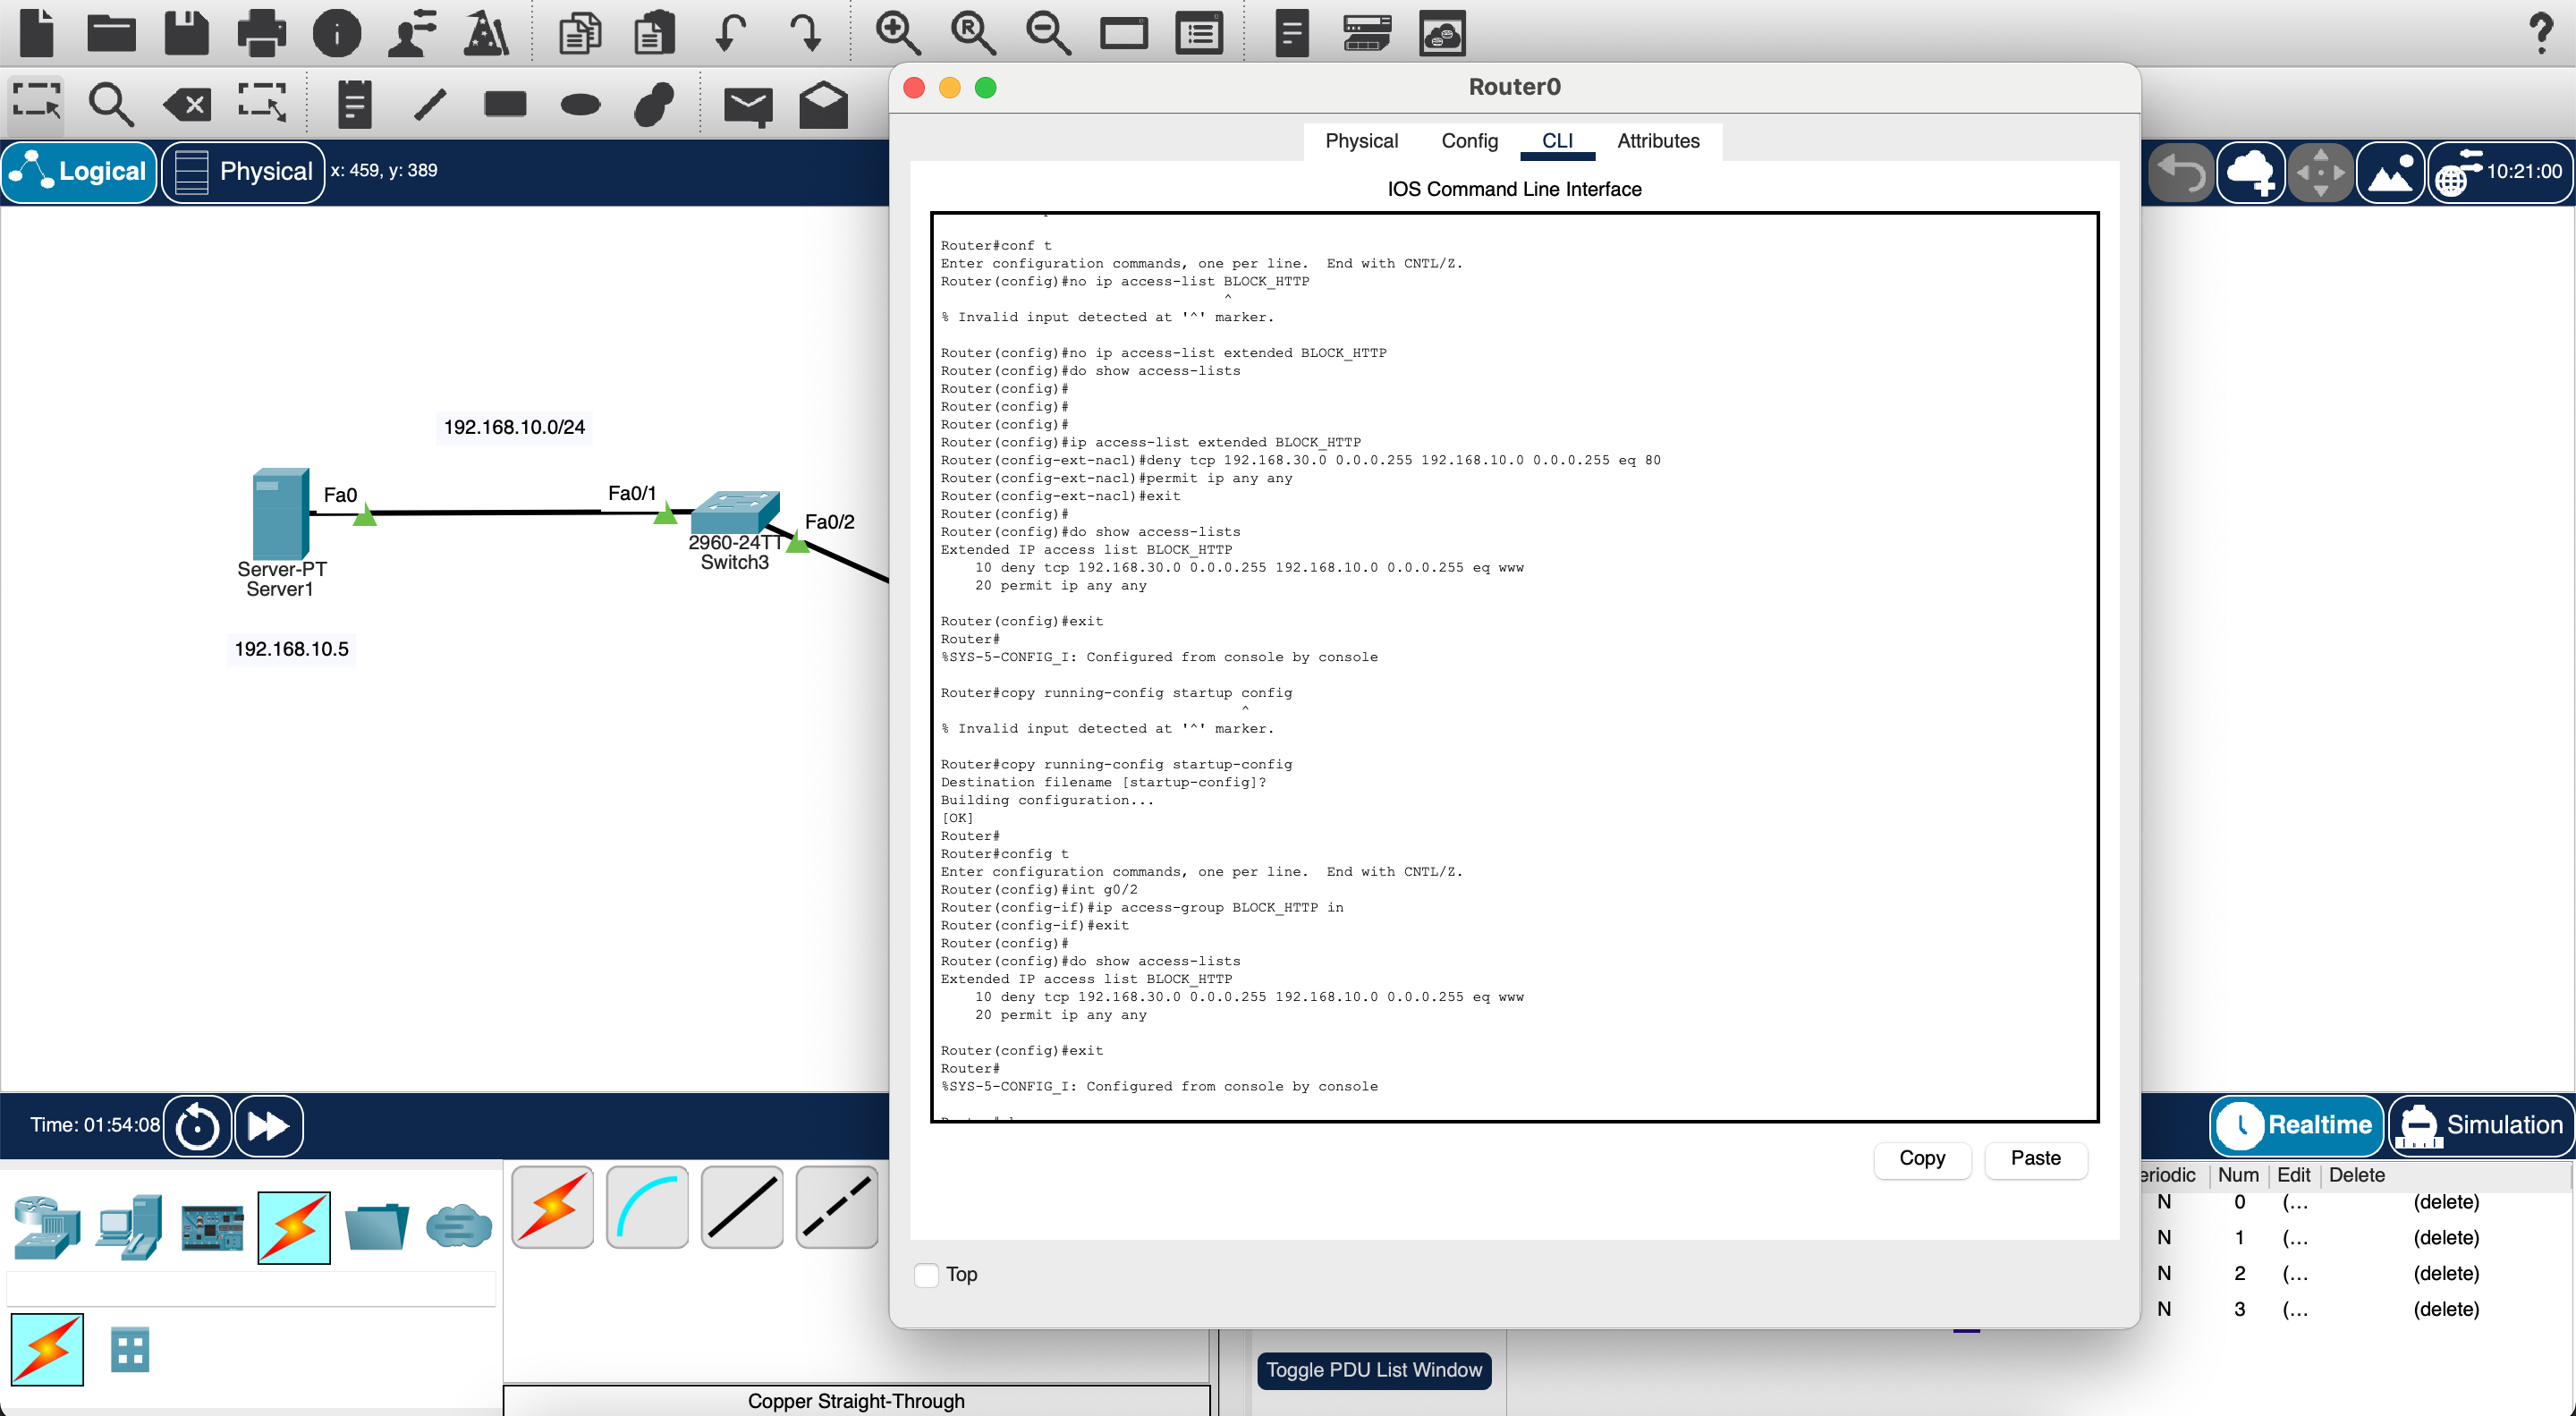 Router0
Logical
Physical
x: 459, y: 389
10:21:00
Physical
Config
CLI
Attributes
IOS Command Line Interface
Router#conf t
Enter configuration commands, one per line.  End with CNTL/Z.
Router(config)#no ip access-list BLOCK_HTTP
^
% Invalid input detected at '^' marker.
Router(config)#no ip access-list extended BLOCK_HTTP
Router(config)#do show access-lists
Router(config)#
Router(config)#
Router(config)#
Router(config)#ip access-list extended BLOCK_HTTP
Router(config-ext-nacl)#deny tcp 192.168.30.0 0.0.0.255 192.168.10.0 0.0.0.255 eq 80
Router(config-ext-nacl)#permit ip any any
Router(config-ext-nacl)#exit
Router(config)#
Router(config)#do show access-lists
Extended IP access list BLOCK_HTTP
10 deny tcp 192.168.30.0 0.0.0.255 192.168.10.0 0.0.0.255 eq www
20 permit ip any any
Router(config)#exit
Router#
%SYS-5-CONFIG_I: Configured from console by console
Router#copy running-config startup config
^
% Invalid input detected at '^' marker.
Router#copy running-config startup-config
Destination filename [startup-config]?
Building configuration...
[OK]
Router#
Router#config t
Enter configuration commands, one per line.  End with CNTL/Z.
Router(config)#int g0/2
Router(config-if)#ip access-group BLOCK_HTTP in
Router(config-if)#exit
Router(config)#
Router(config)#do show access-lists
Extended IP access list BLOCK_HTTP
10 deny tcp 192.168.30.0 0.0.0.255 192.168.10.0 0.0.0.255 eq www
20 permit ip any any
Router(config)#exit
Router#
%SYS-5-CONFIG_I: Configured from console by console
Copy
Paste
Top
192.168.10.0/24
Fa0
Fa0/1
Fa0/2
2960-24TT
Switch3
Server-PT
Server1
192.168.10.5
Time: 01:54:08
Realtime
Simulation
eriodic Num Edit Delete
N 0 (... (delete)
N 1 (... (delete)
N 2 (... (delete)
N 3 (... (delete)
Toggle PDU List Window
Copper Straight-Through